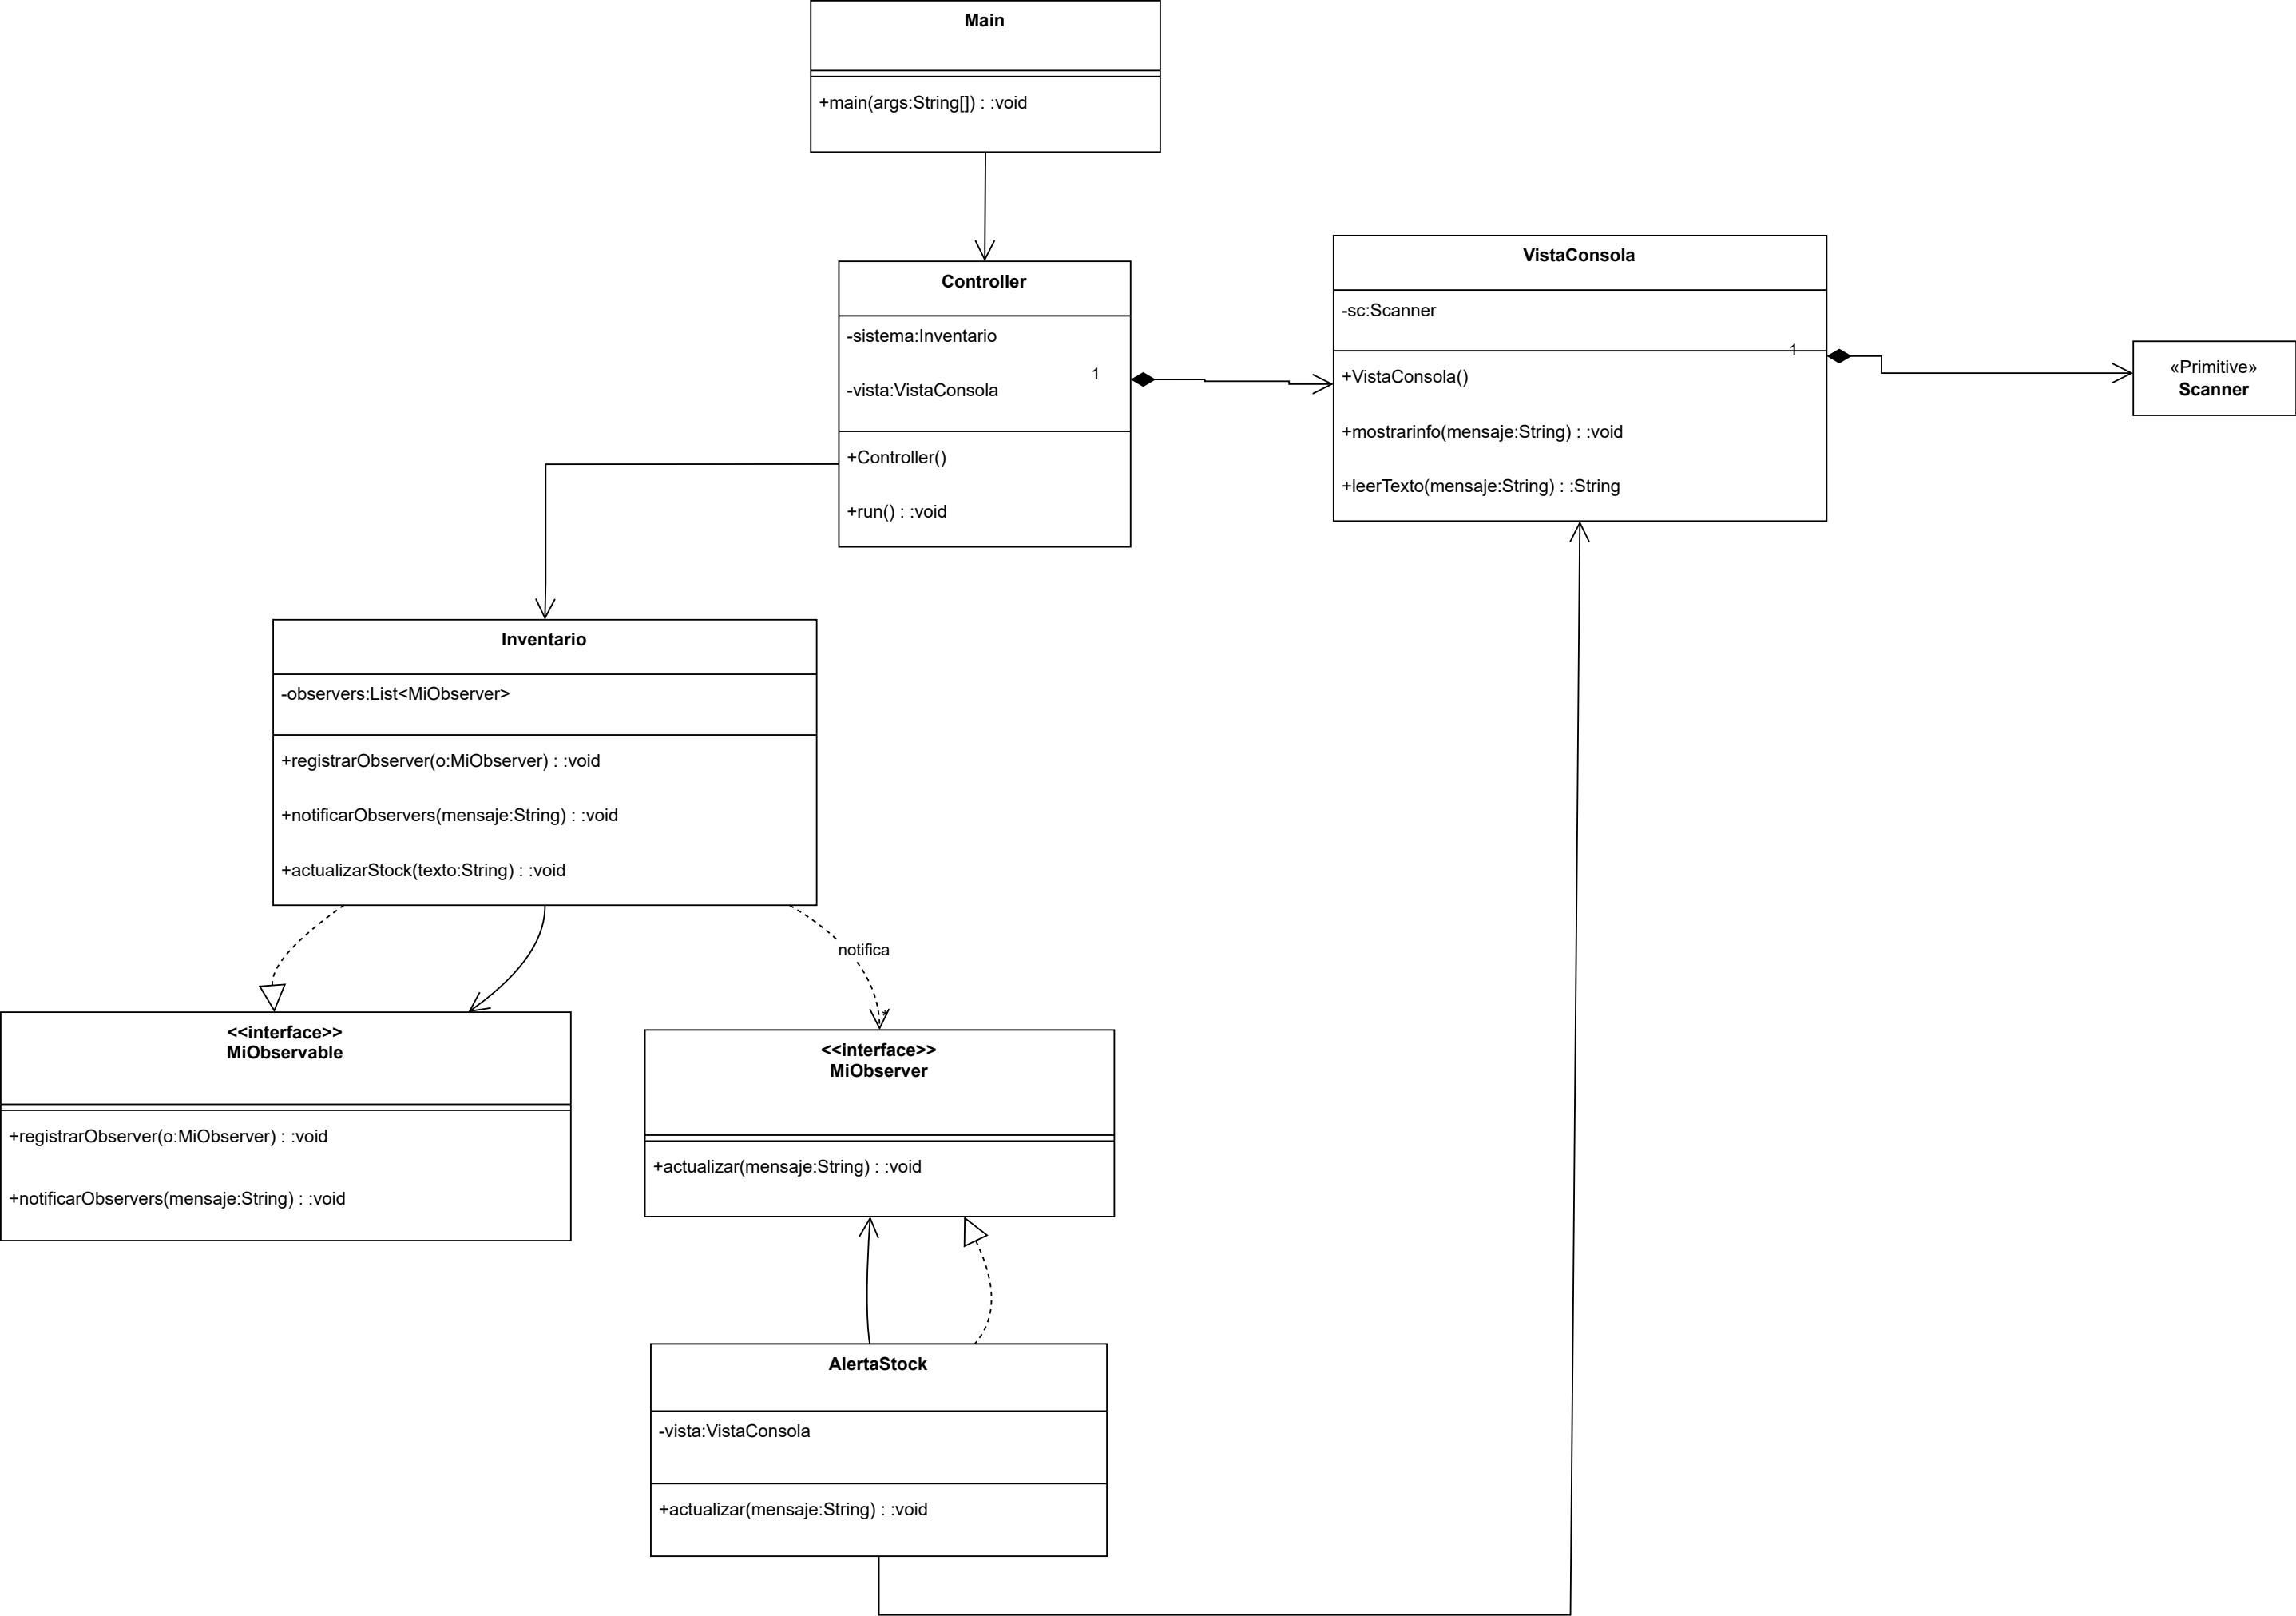 Main
+main(args:String[]) : :void
Controller
-sistema:Inventario
-vista:VistaConsola
1
+Controller()
+run() : :void
VistaConsola
-sc:Scanner
1
+VistaConsola()
+mostrarinfo(mensaje:String) : :void
+leerTexto(mensaje:String) : :String
«Primitive»
Scanner
Inventario
-observers:List<MiObserver>
+registrarObserver(o:MiObserver) : :void
+notificarObservers(mensaje:String) : :void
+actualizarStock(texto:String) : :void
notifica
*
<<interface>>
MiObservable
+registrarObserver(o:MiObserver) : :void
+notificarObservers(mensaje:String) : :void
<<interface>>
MiObserver
+actualizar(mensaje:String) : :void
AlertaStock
-vista:VistaConsola
+actualizar(mensaje:String) : :void